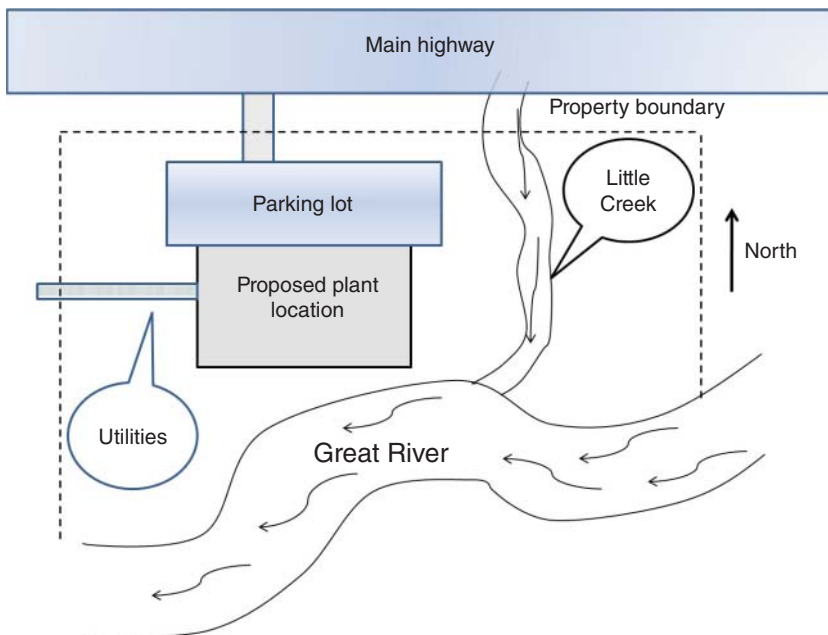 Main highway
Property boundary
Little
Creek
Parking lot
North
Proposed plant
location
Utilities
Great River